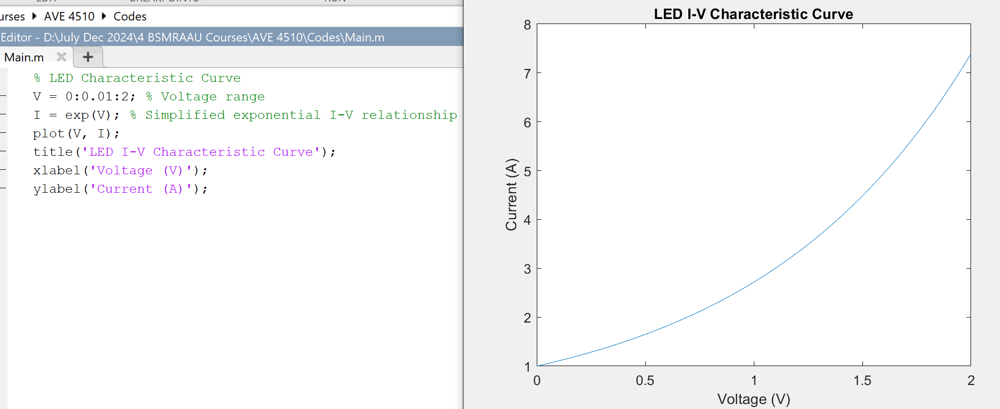 urses AVE 4510 Codes
Editor - D:\July Dec 2024\4 BSMRAAU Courses\AVE 4510\Codes\Main.m
Main.m
% LED Characteristic Curve
V = 0:0.01:2; % Voltage range
I = exp(V); % Simplified exponential I-V relationship
plot(V, I);
title('LED I-V Characteristic Curve');
xlabel('Voltage (V)');
ylabel('Current (A)');
LED I-V Characteristic Curve
8
7
6
5
4
3
2
1
Current (A)
0 0.5 1 1.5 2
Voltage (V)